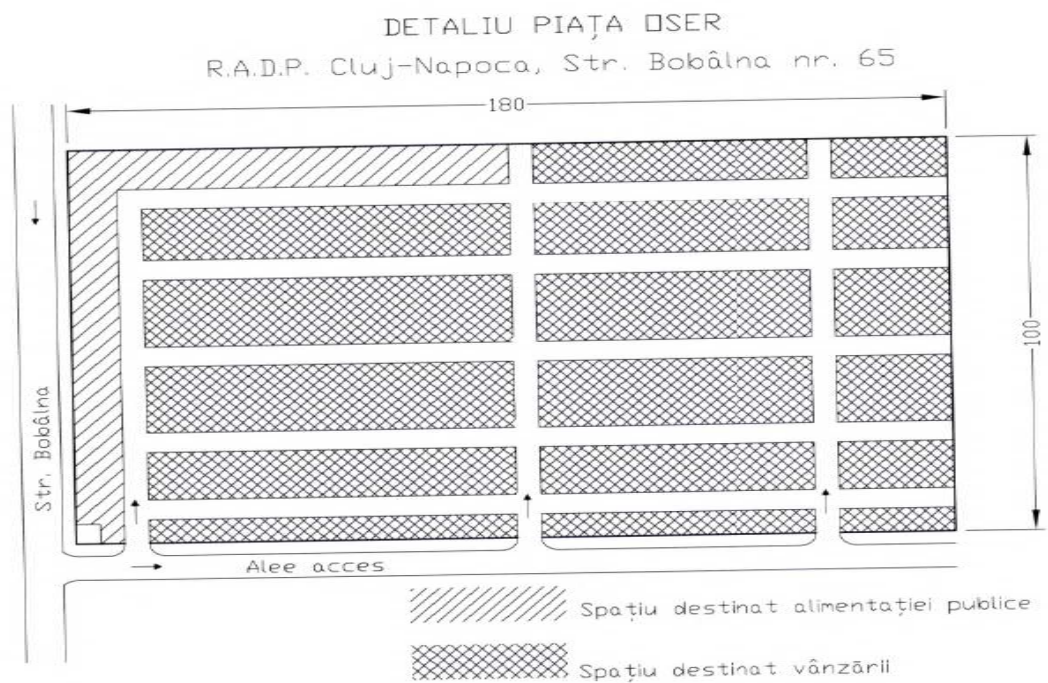 DETALIU PIAȚA □SER
R.A.D.P. Cluj-Napoca, Str. Bobâlna nr. 65
180
100
Str. Bobâlna
Alee acces
Spațiu destinat alimentației publice
Spațiu destinat vânzării